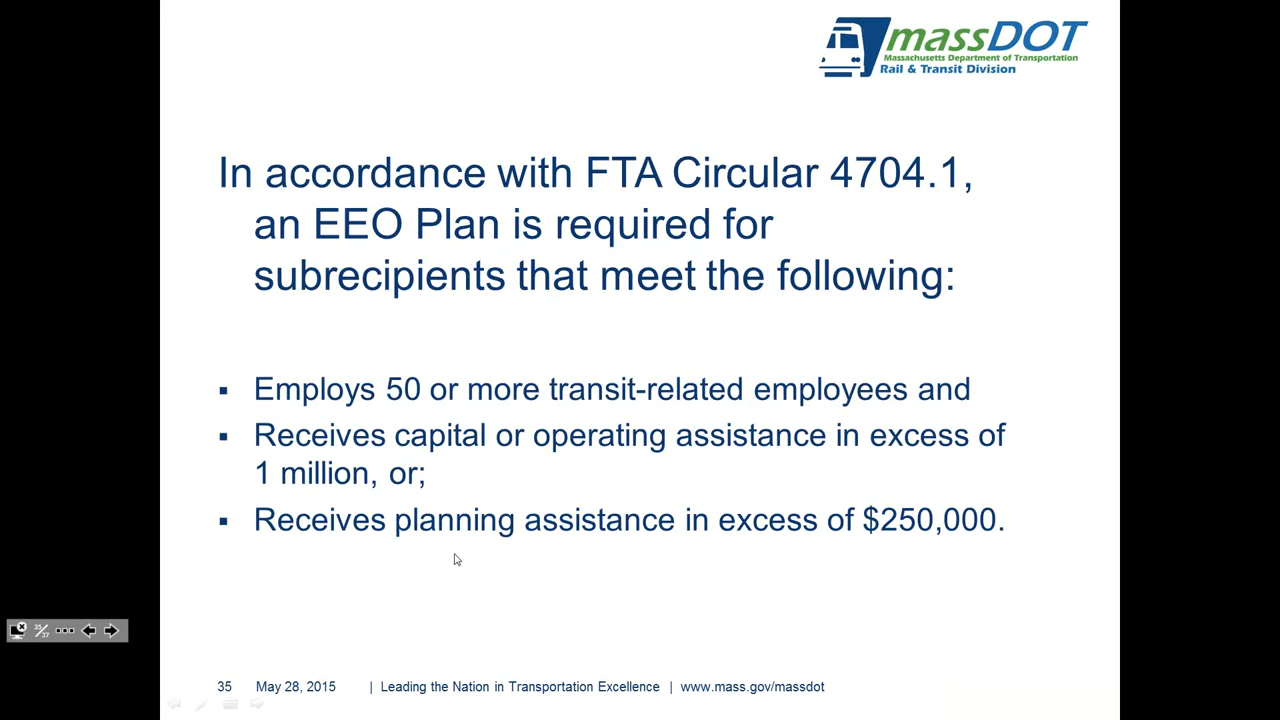 massDOT
Massachusetts Department of Transportation
Rail & Transit Division
In accordance with FTA Circular 4704.1,
an EEO Plan is required for
subrecipients that meet the following:
▪ Employs 50 or more transit-related employees and
▪ Receives capital or operating assistance in excess of
1 million, or;
▪ Receives planning assistance in excess of $250,000.
35/37
35 May 28, 2015 | Leading the Nation in Transportation Excellence | www.mass.gov/massdot